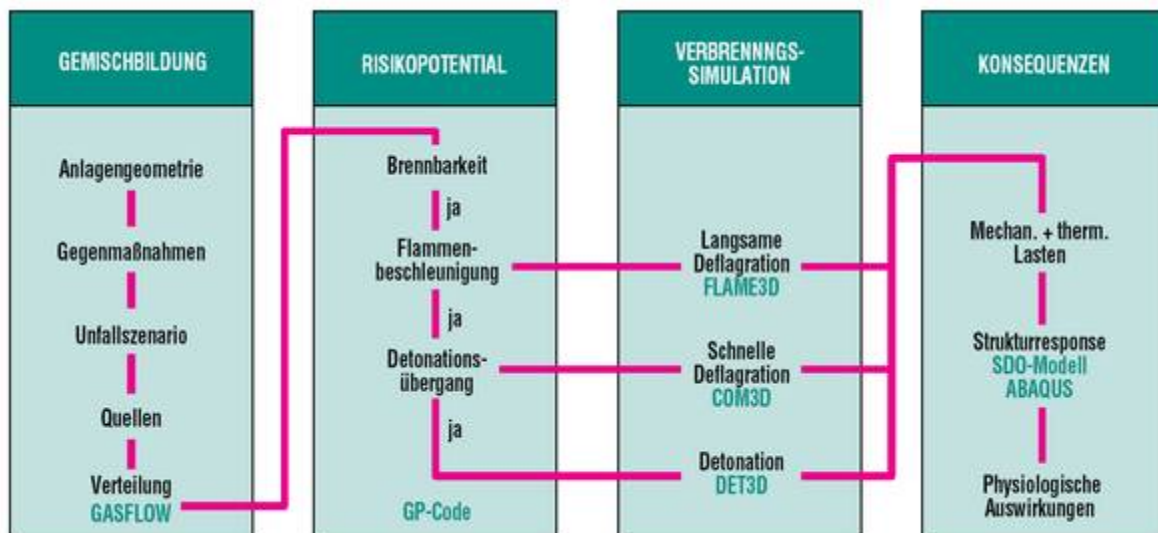 GEMISCHBILDUNG
Anlagengeometrie
Gegenmaßnahmen
Unfallszenario
Quellen
Verteilung
GASFLOW
RISIKOPOTENTIAL
Brennbarkeit
ja
Flammen-
beschleunigung
ja
Detonations-
übergang
ja
GP-Code
VERBRENNNGS-
SIMULATION
Langsame
Deflagration
FLAME3D
Schnelle
Deflagration
COM3D
Detonation
DET3D
KONSEQUENZEN
Mechan. + therm.
Lasten
Strukturresponse
SDO-Modell
ABAQUS
Physiologische
Auswirkungen